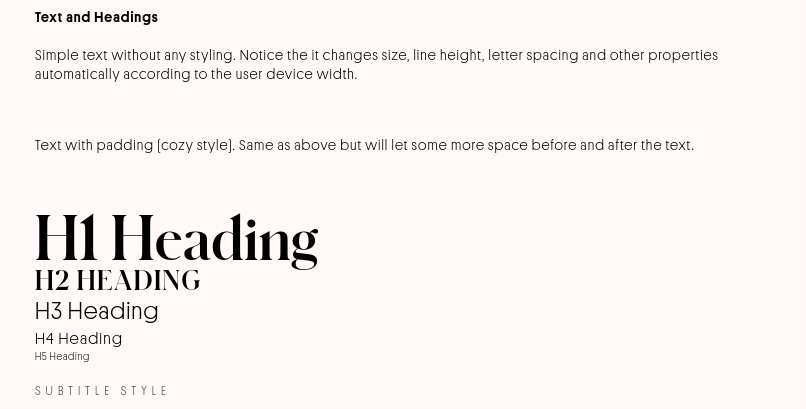 Text and Headings
Simple text without any styling. Notice the it changes size, line height, letter spacing and other properties
automatically according to the user device width.
Text with padding (cozy style). Same as above but will let some more space before and after the text.
H1 Heading
H2 HEADING
H3 Heading
H4 Heading
H5 Heading
SUBTITLE STYLE